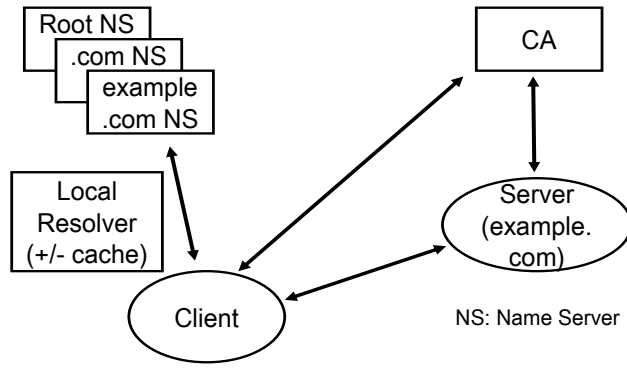 Root NS
.com NS
example
.com NS
Local
Resolver
(+/- cache)
Client
CA
Server
(example.
com)
NS: Name Server